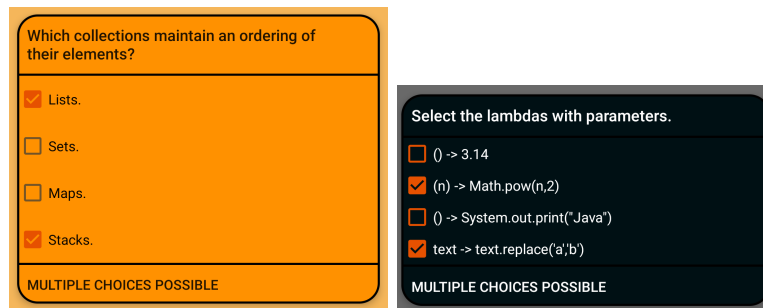 Which collections maintain an ordering of
their elements?
Lists.
Sets.
Maps.
Stacks.
MULTIPLE CHOICES POSSIBLE
Select the lambdas with parameters.
() -> 3.14
(n) -> Math.pow(n,2)
() -> System.out.print("Java")
text -> text.replace('a','b')
MULTIPLE CHOICES POSSIBLE